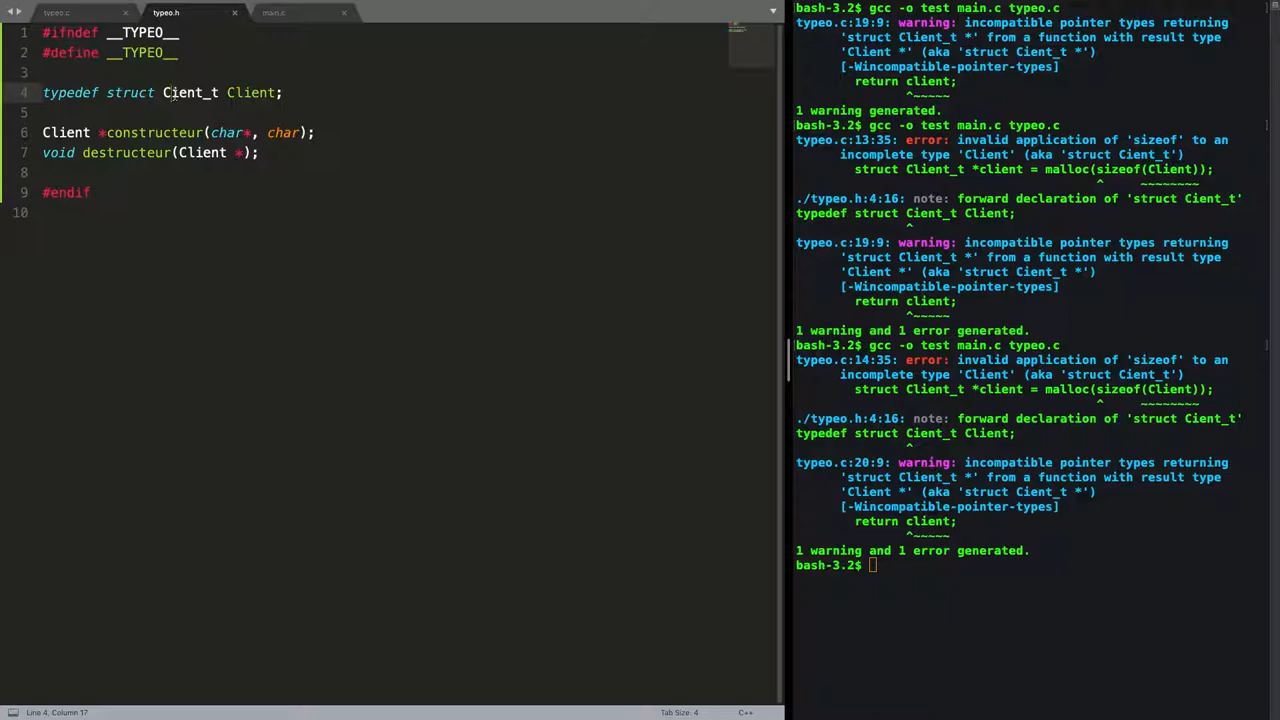 typeo.c × typeo.h × main.c ×
1 #ifndef __TYPEO__
2 #define __TYPEO__
3
4 typedef struct Cient_t Client;
5
6 Client *constructeur(char*, char);
7 void destructeur(Client *);
8
9 #endif
10
Line 4, Column 17 Tab Size: 4 C++
bash-3.2$ gcc -o test main.c typeo.c
typeo.c:19:9: warning: incompatible pointer types returning
'struct Client_t *' from a function with result type
'Client *' (aka 'struct Cient_t *')
[-Wincompatible-pointer-types]
return client;
^~~~~~
1 warning generated.
bash-3.2$ gcc -o test main.c typeo.c
typeo.c:13:35: error: invalid application of 'sizeof' to an
incomplete type 'Client' (aka 'struct Cient_t')
struct Client_t *client = malloc(sizeof(Client));
^ ~~~~~~~~
./typeo.h:4:16: note: forward declaration of 'struct Cient_t'
typedef struct Cient_t Client;
^
typeo.c:19:9: warning: incompatible pointer types returning
'struct Client_t *' from a function with result type
'Client *' (aka 'struct Cient_t *')
[-Wincompatible-pointer-types]
return client;
^~~~~~
1 warning and 1 error generated.
bash-3.2$ gcc -o test main.c typeo.c
typeo.c:14:35: error: invalid application of 'sizeof' to an
incomplete type 'Client' (aka 'struct Cient_t')
struct Client_t *client = malloc(sizeof(Client));
^ ~~~~~~~~
./typeo.h:4:16: note: forward declaration of 'struct Cient_t'
typedef struct Cient_t Client;
^
typeo.c:20:9: warning: incompatible pointer types returning
'struct Client_t *' from a function with result type
'Client *' (aka 'struct Cient_t *')
[-Wincompatible-pointer-types]
return client;
^~~~~~
1 warning and 1 error generated.
bash-3.2$